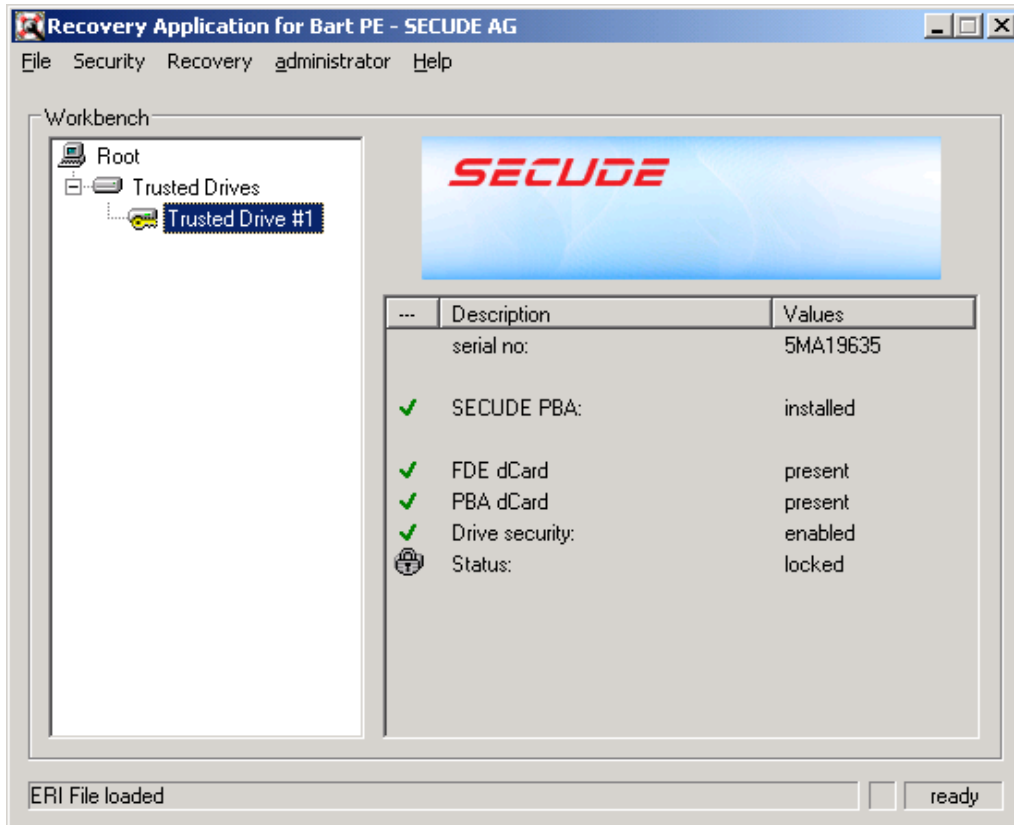 Recovery Application for Bart PE - SECUDE AG
File Security Recovery administrator Help
Workbench
Root
Trusted Drives
Trusted Drive #1
SECUDE
--- Description Values
serial no: 5MA19635
SECUDE PBA: installed
FDE dCard present
PBA dCard present
Drive security: enabled
Status: locked
ERI File loaded ready